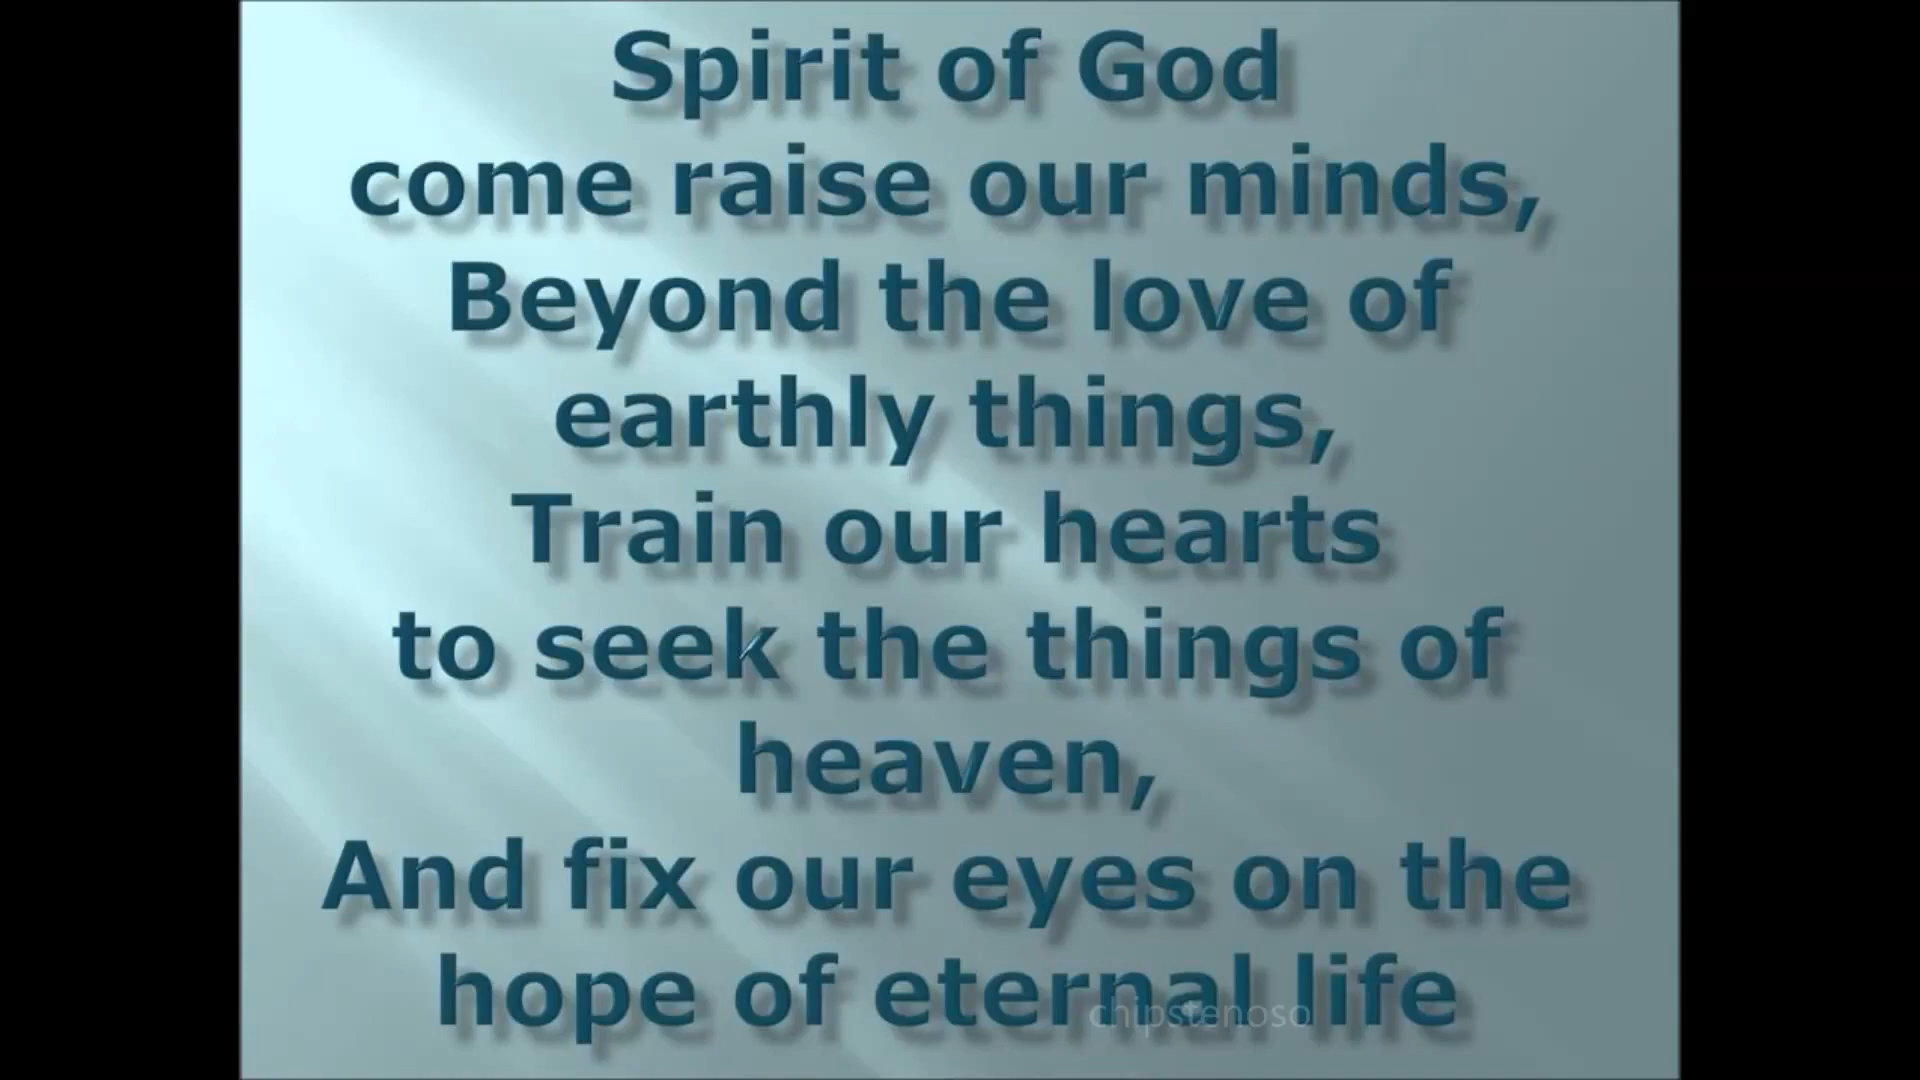 Spirit of God
come raise our minds,
Beyond the love of
earthly things,
Train our hearts
to seek the things of
heaven,
And fix our eyes on the
hope of eternal life
chipstenoso